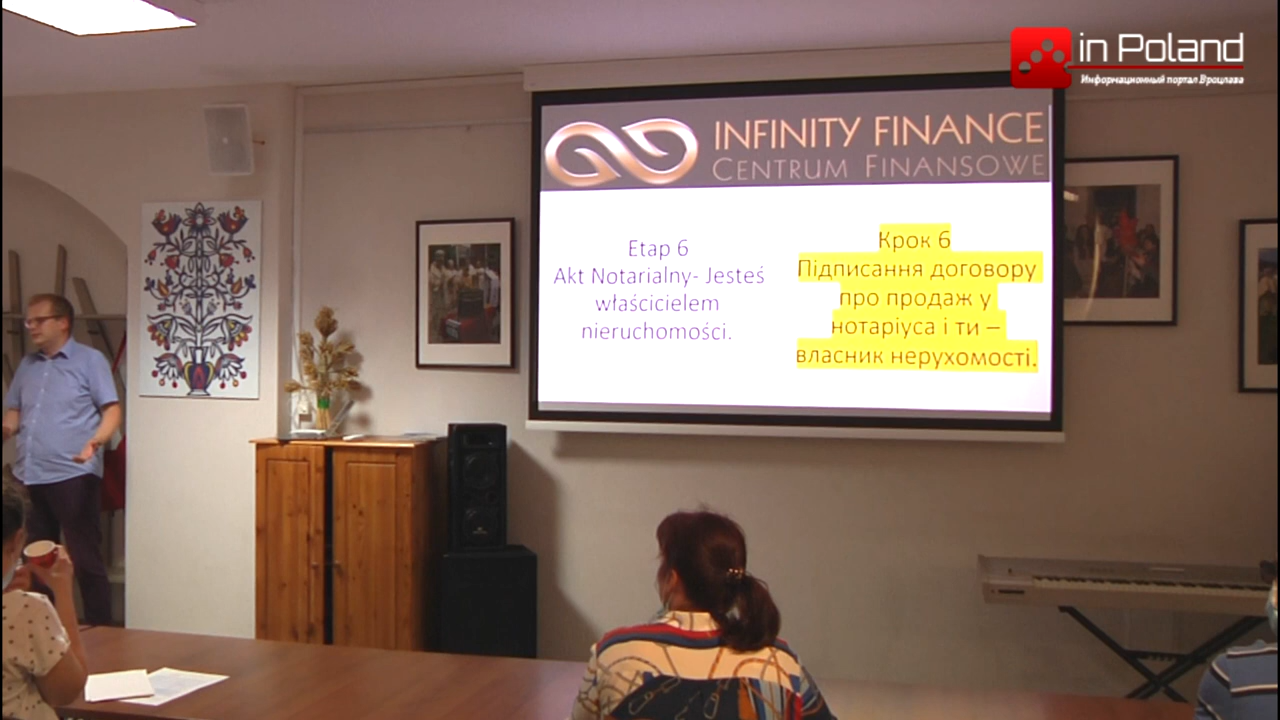 in Poland
Информационный портал Вроцлава
INFINITY FINANCE
CENTRUM FINANSOWE
Etap 6
Akt Notarialny- Jesteś
właścicielem
nieruchomości.
Крок 6
Підписання договору
про продаж у
нотаріуса і ти –
власник нерухомості.